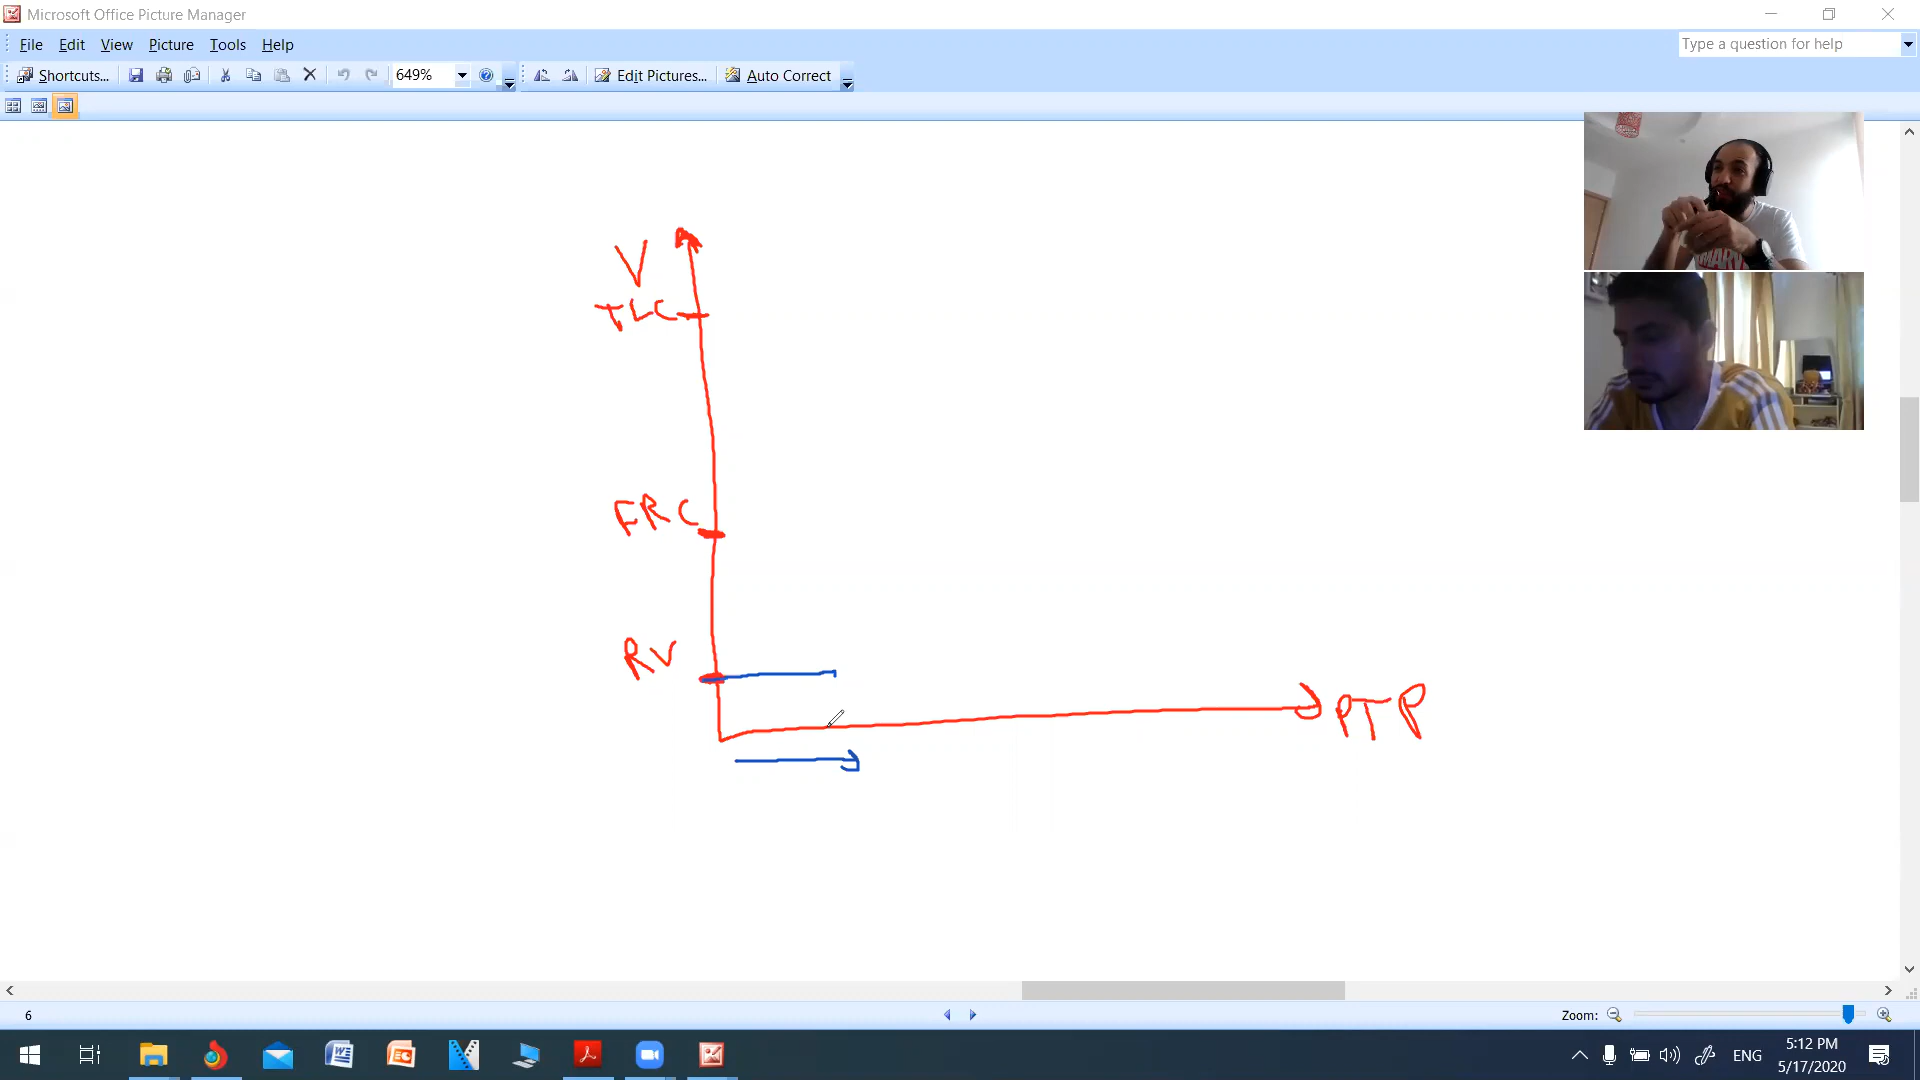 Microsoft Office Picture Manager
File Edit View Picture Tools Help
Type a question for help
Shortcuts... 649% Edit Pictures... Auto Correct
V
TLC
FRC
RV
PTP
6
Zoom:
ENG
5:12 PM
5/17/2020